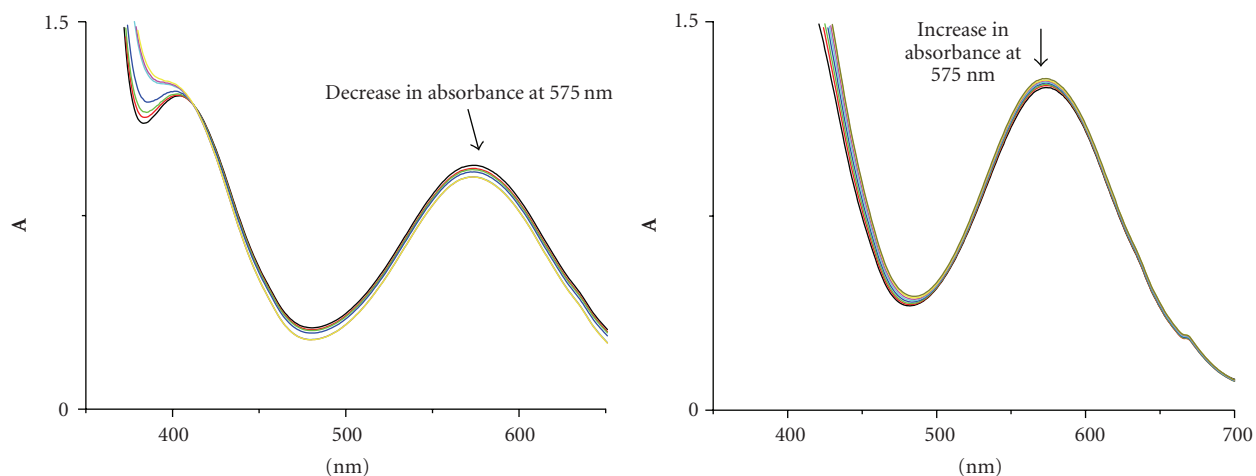 1.5
Decrease in absorbance at 575 nm
A
0
400
500
600
(nm)
1.5
Increase in
absorbance at
575 nm
A
0
400
500
600
700
(nm)